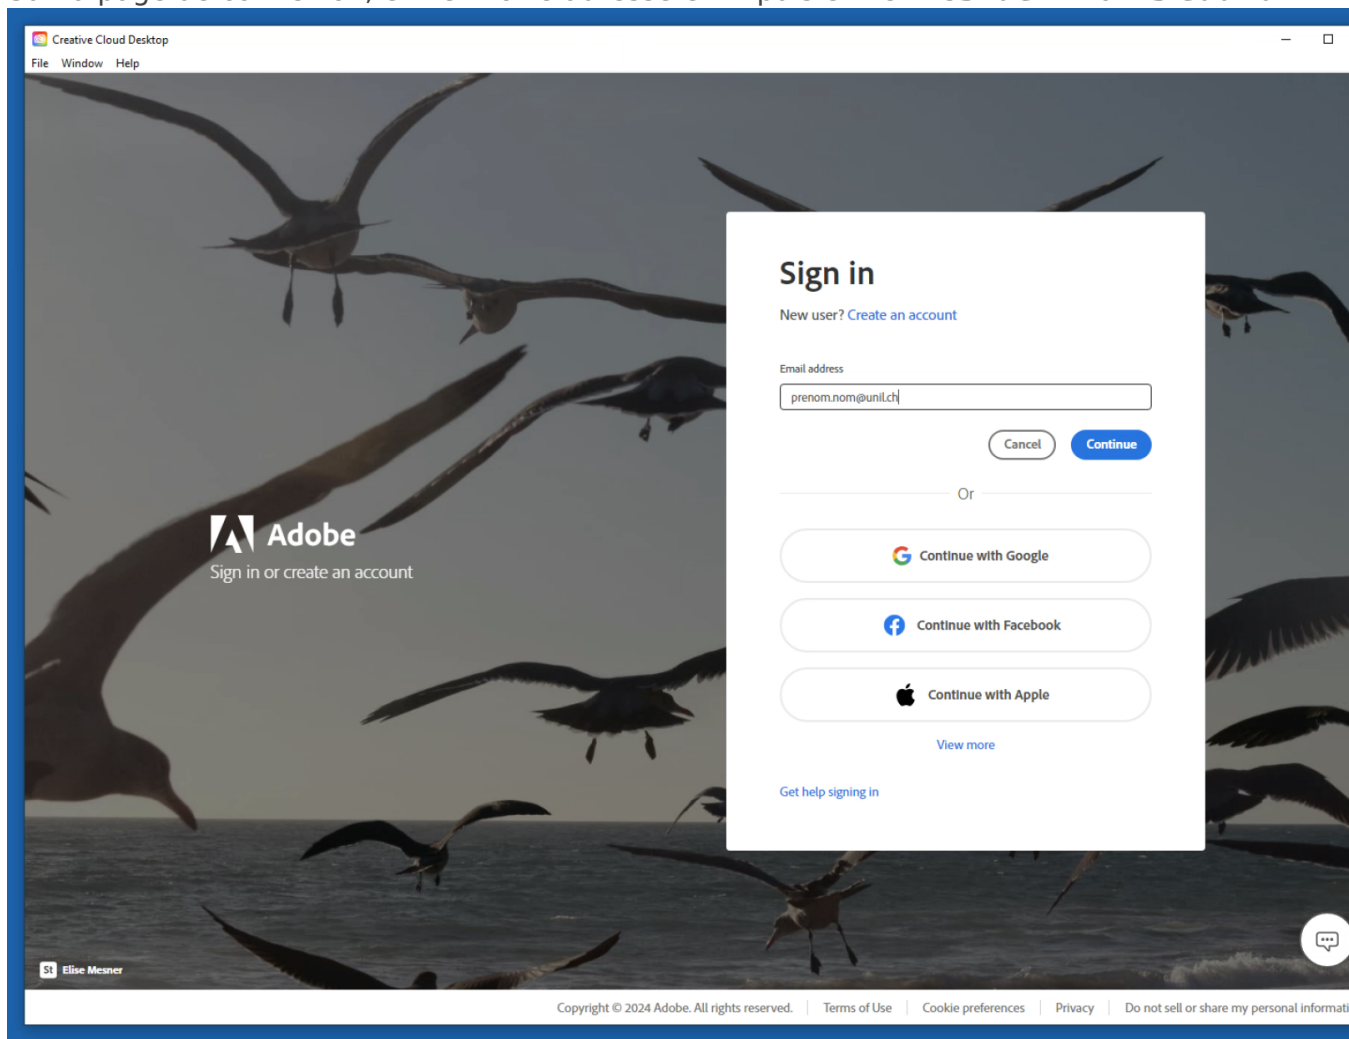 Creative Cloud Desktop
File Window Help
Sign in
New user? Create an account
Email address
prenom.nom@unil.ch
Cancel Continue
Or
Adobe
Sign in or create an account
Continue with Google
Continue with Facebook
Continue with Apple
View more
Get help signing in
St Elise Mesner
Copyright © 2024 Adobe. All rights reserved. Terms of Use Cookie preferences Privacy Do not sell or share my personal